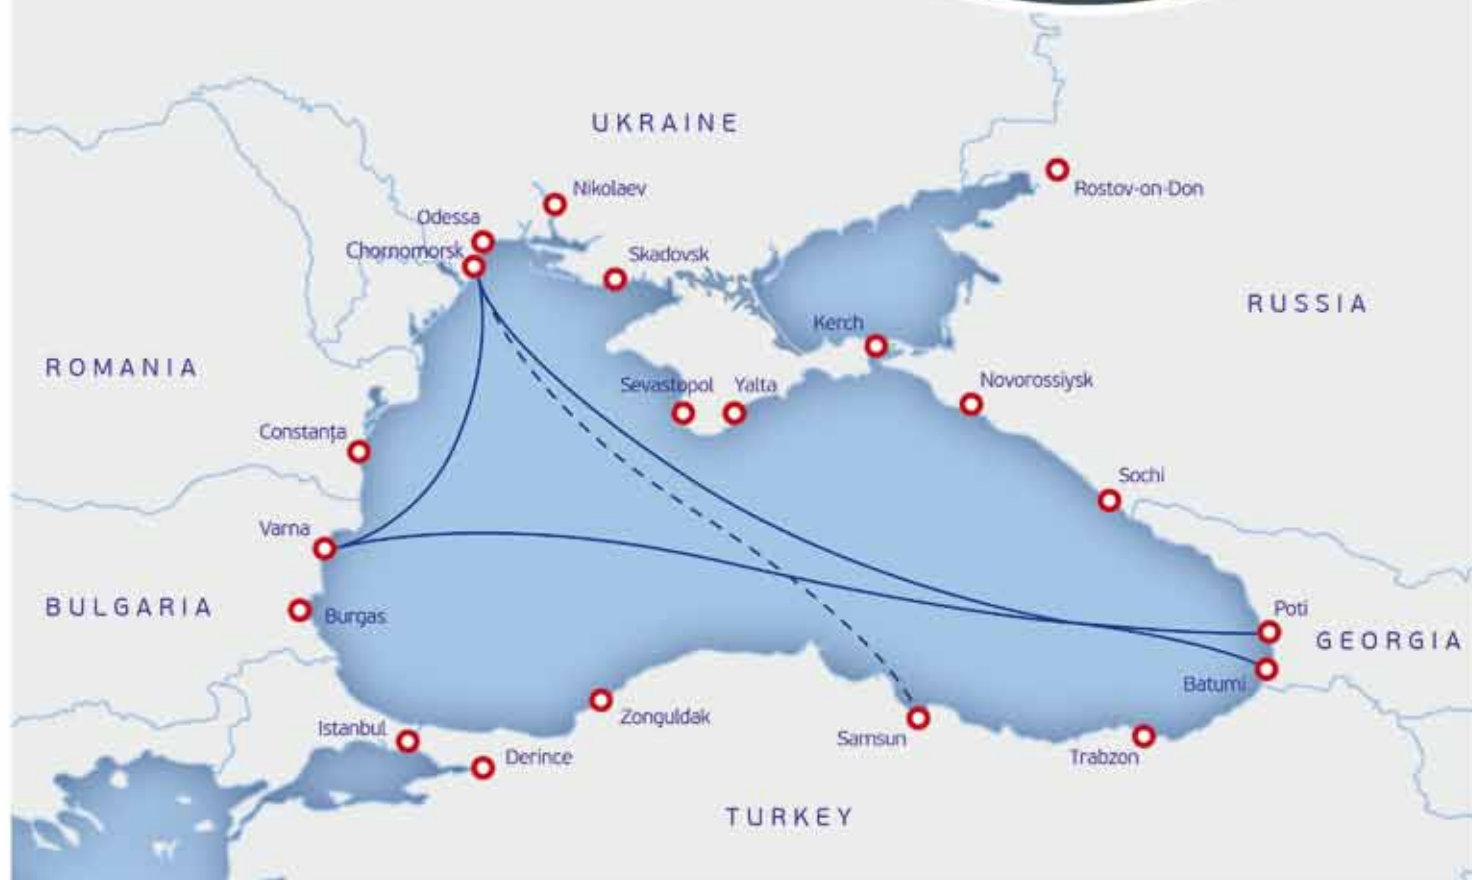 UKRAINE
Rostov-on-Don
Nikolaev
Odessa
Chornomorsk
Skadovsk
RUSSIA
Kerch
ROMANIA
Sevastopol
Yalta
Novorossiysk
Constanța
Sochi
Varna
BULGARIA
Burgas
Poti
GEORGIA
Batumi
Istanbul
Zonguldak
Samsun
Derince
Trabzon
TURKEY